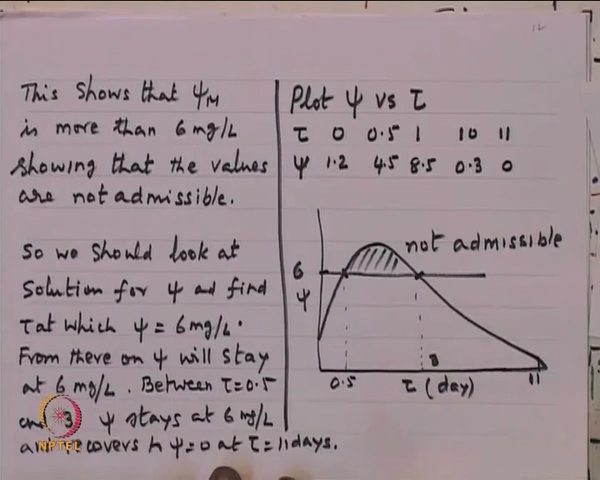 This Shows that ψM
is more than 6 mg/L
showing that the values
are not admissible.
So we should look at
Solution for ψ ad find
τ at which ψ = 6 mg/L.
From there on ψ will stay
at 6 mg/L. Between τ=0.5
3 ψ stays at 6 mg/L
ψ=0 at τ=11 days.
NPTEL
Plot ψ vs τ
τ 0 0.5 1 10 11
ψ 1.2 4.5 8.5 0.3 0
not admissible
6
ψ
0.5 τ (day) 11